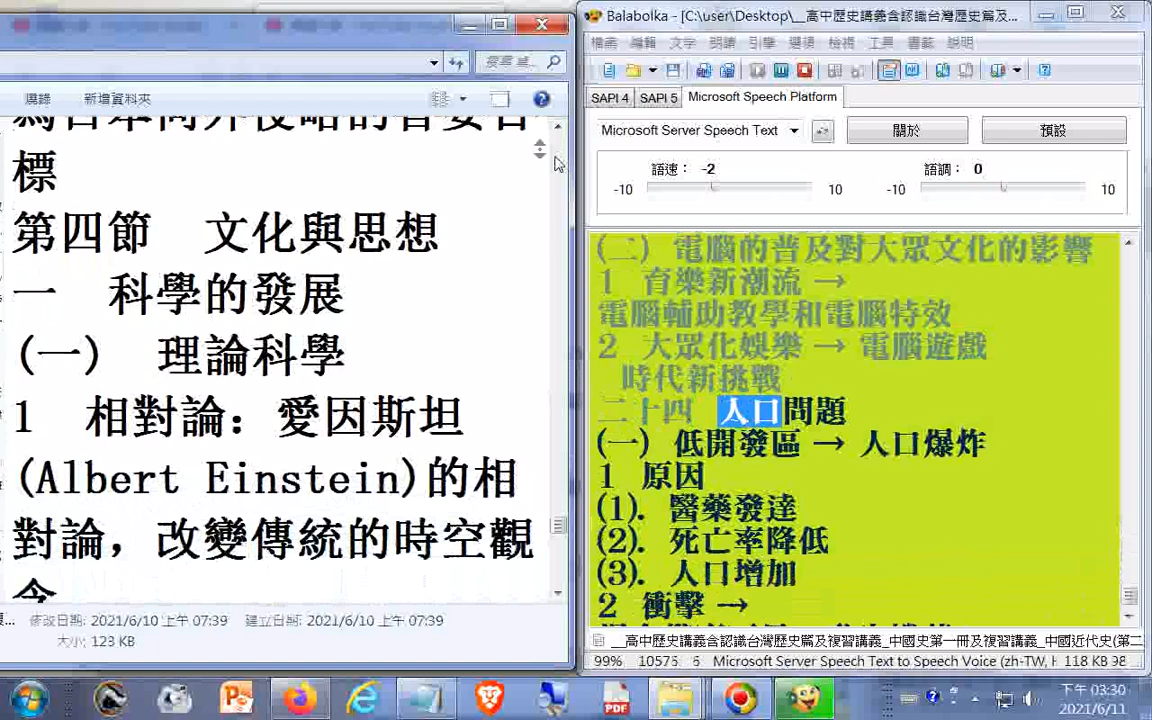 搜尋 桌...
新增資料夾
標
第四節　文化與思想
一　科學的發展
(一)　理論科學
1　相對論：愛因斯坦
(Albert Einstein)的相
對論，改變傳統的時空觀
念
修改日期: 2021/6/10 上午 07:39　建立日期: 2021/6/10 上午 07:39
大小: 123 KB
Balabolka - [C:\user\Desktop\__高中歷史講義含認識台灣歷史篇及...
檔案　編輯　文字　朗讀　引擎　選項　檢視　工具　書籤　說明
SAPI 4　SAPI 5　Microsoft Speech Platform
Microsoft Server Speech Text　關於　預設
語速： -2　語調： 0
-10　10　-10　10
(二)　電腦的普及對大眾文化的影響
1　育樂新潮流 →
電腦輔助教學和電腦特效
2　大眾化娛樂 → 電腦遊戲
時代新挑戰
二十四　人口問題
(一)　低開發區 → 人口爆炸
1　原因
(1).　醫藥發達
(2).　死亡率降低
(3).　人口增加
2　衝擊 →
__高中歷史講義含認識台灣歷史篇及複習講義_中國史第一冊及複習講義_中國近代史(第二
99%　10575　6　Microsoft Server Speech Text to Speech Voice (zh-TW, H　118 KB 98
PDF
下午 03:30
2021/6/11